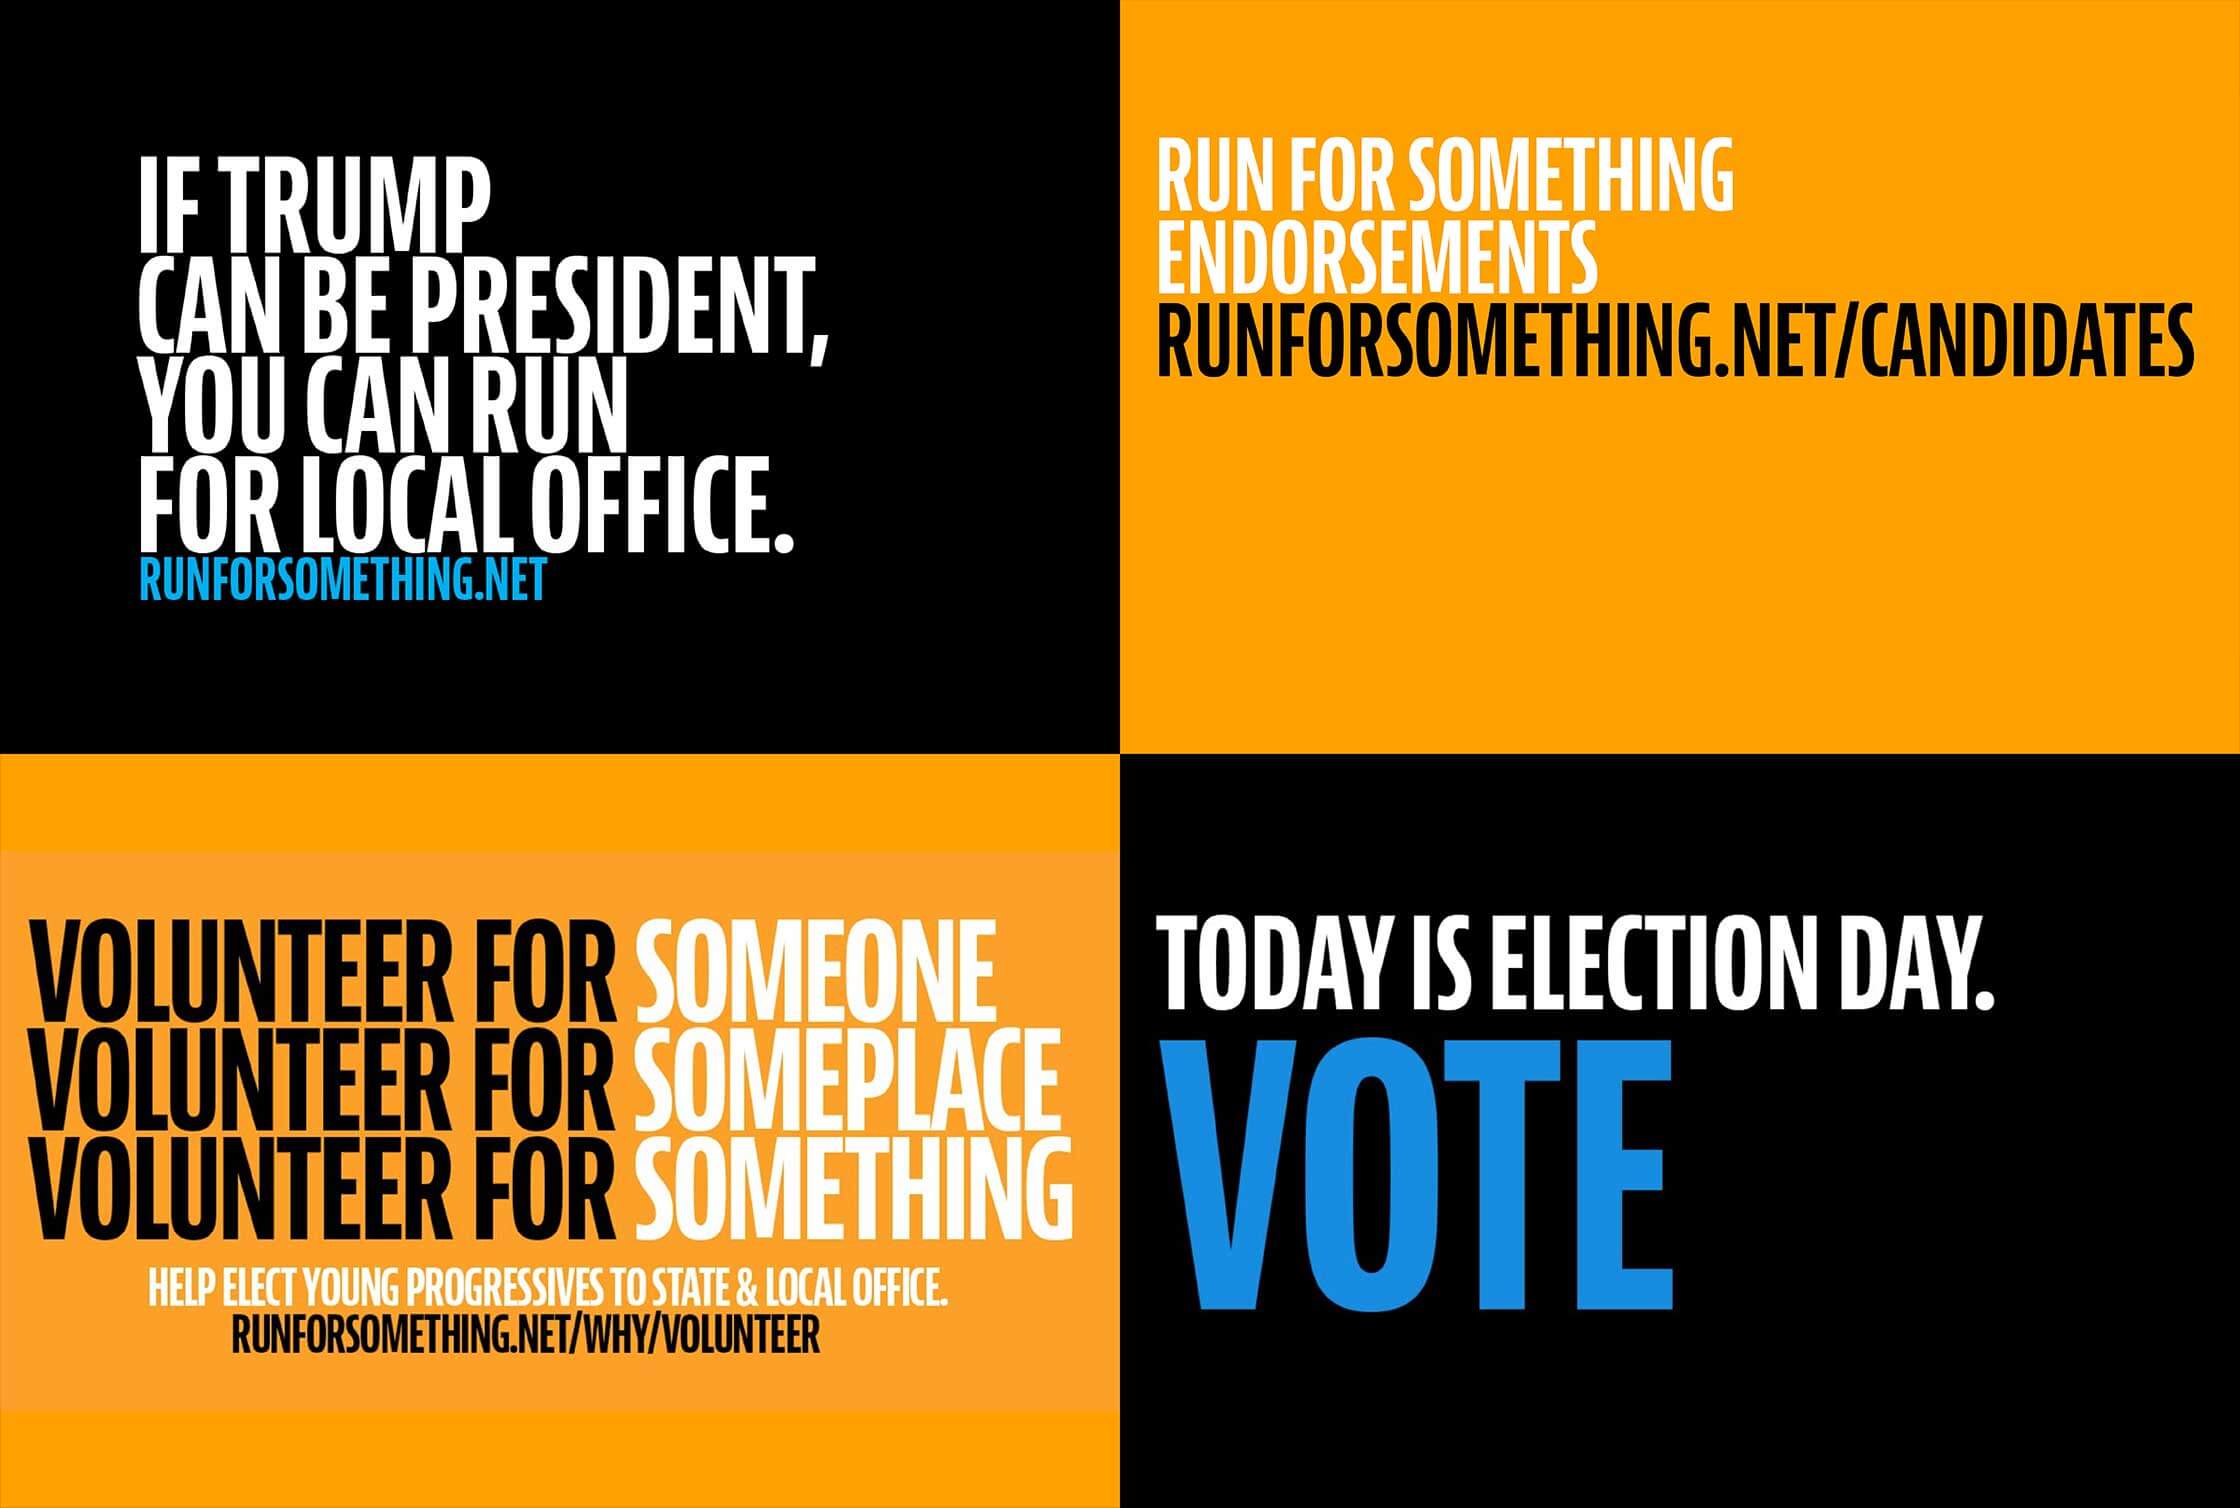 IF TRUMP
CAN BE PRESIDENT,
YOU CAN RUN
FOR LOCAL OFFICE.
RUNFORSOMETHING.NET
RUN FOR SOMETHING
ENDORSEMENTS
RUNFORSOMETHING.NET/CANDIDATES
VOLUNTEER FOR SOMEONE
VOLUNTEER FOR SOMEPLACE
VOLUNTEER FOR SOMETHING
HELP ELECT YOUNG PROGRESSIVES TO STATE & LOCAL OFFICE.
RUNFORSOMETHING.NET/WHY/VOLUNTEER
TODAY IS ELECTION DAY.
VOTE